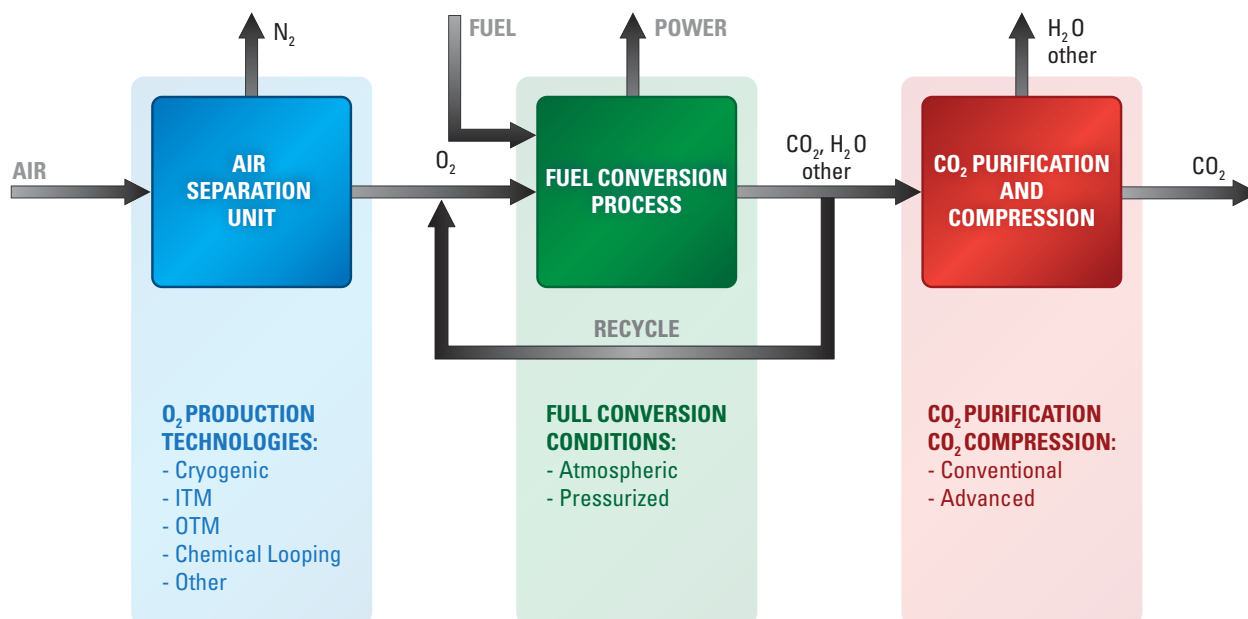 N₂
FUEL
POWER
H₂O
other
AIR
AIR
SEPARATION
UNIT
O₂
FUEL CONVERSION
PROCESS
CO₂, H₂O
other
CO₂ PURIFICATION
AND
COMPRESSION
CO₂
RECYCLE
O₂ PRODUCTION
TECHNOLOGIES:
- Cryogenic
- ITM
- OTM
- Chemical Looping
- Other
FULL CONVERSION
CONDITIONS:
- Atmospheric
- Pressurized
CO₂ PURIFICATION
CO₂ COMPRESSION:
- Conventional
- Advanced